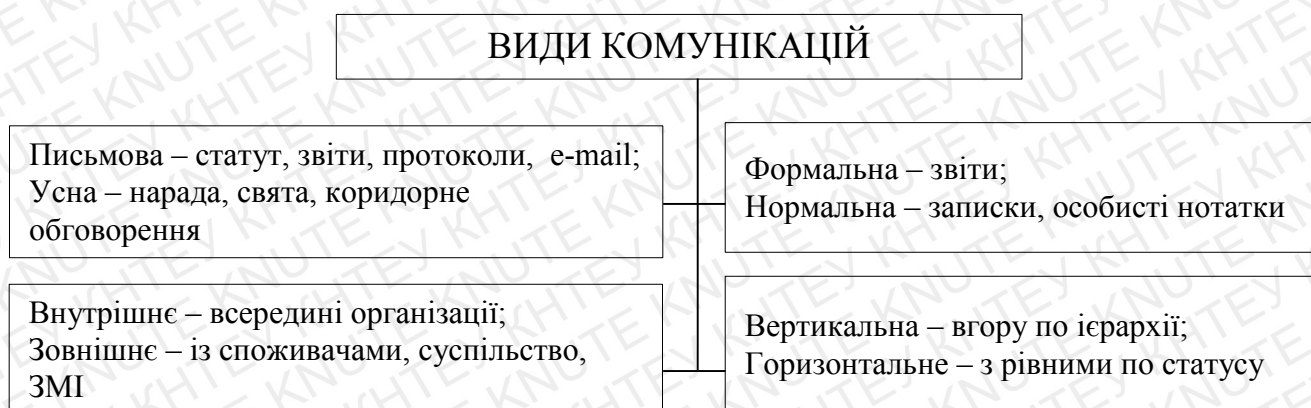 ВИДИ КОМУНІКАЦІЙ
Письмова – статут, звіти, протоколи, e-mail;
Усна – нарада, свята, коридорне
обговорення
Формальна – звіти;
Нормальна – записки, особисті нотатки
Внутрішнє – всередині організації;
Зовнішнє – із споживачами, суспільство,
ЗМІ
Вертикальна – вгору по ієрархії;
Горизонтальне – з рівними по статусу